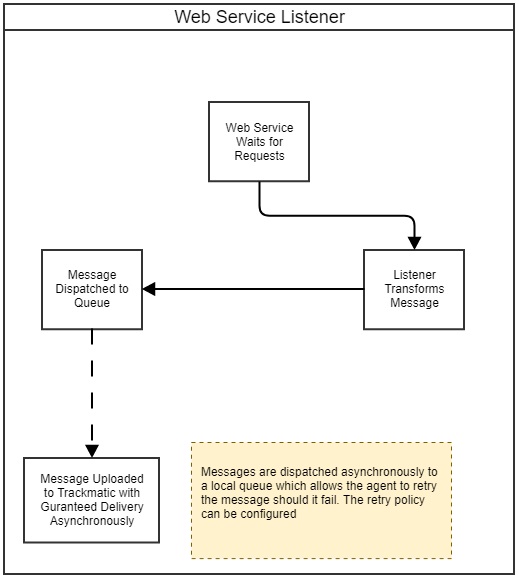 Web Service Listener
Web Service
Waits for
Requests
Message
Dispatched to
Queue
Listener
Transforms
Message
Message Uploaded
to Trackmatic with
Guranteed Delivery
Asynchronously
Messages are dispatched asynchronously to
a local queue which allows the agent to retry
the message should it fail. The retry policy
can be configured